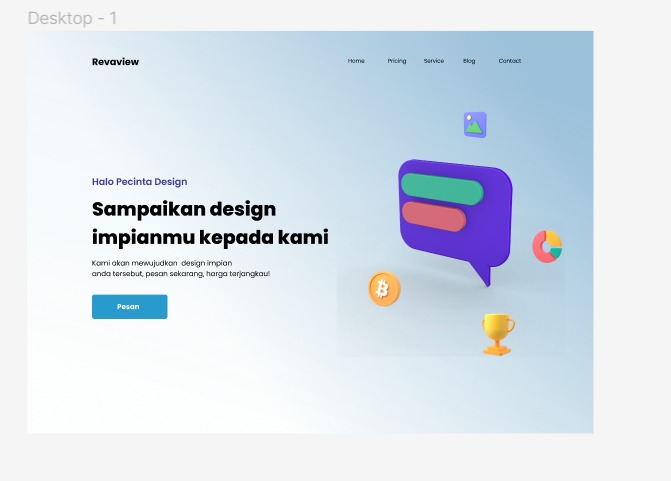 Desktop - 1
Revaview
Home Pricing Service Blog Contact
Halo Pecinta Design
Sampaikan design
impianmu kepada kami
Kami akan mewujudkan design impian
anda tersebut, pesan sekarang, harga terjangkau!
Pesan